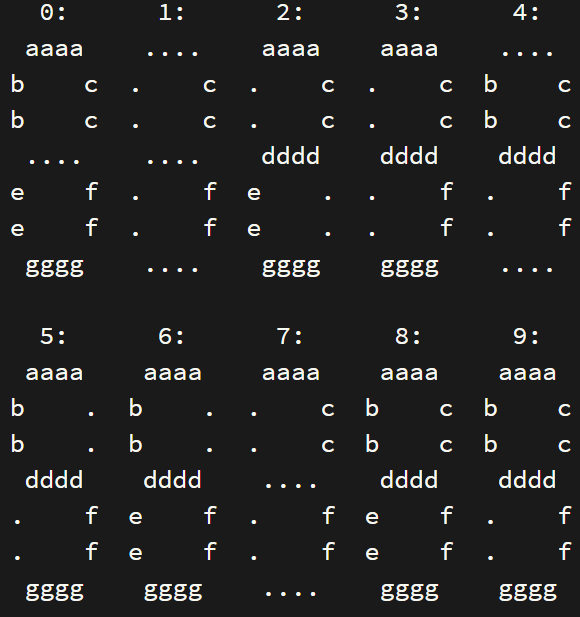 0:      1:      2:      3:      4:
 aaaa    ....    aaaa    aaaa    ....
b    c  .    c  .    c  .    c  b    c
b    c  .    c  .    c  .    c  b    c
 ....    ....    dddd    dddd    dddd
e    f  .    f  e    .  .    f  .    f
e    f  .    f  e    .  .    f  .    f
 gggg    ....    gggg    gggg    ....

  5:      6:      7:      8:      9:
 aaaa    aaaa    aaaa    aaaa    aaaa
b    .  b    .  .    c  b    c  b    c
b    .  b    .  .    c  b    c  b    c
 dddd    dddd    ....    dddd    dddd
.    f  e    f  .    f  e    f  .    f
.    f  e    f  .    f  e    f  .    f
 gggg    gggg    ....    gggg    gggg